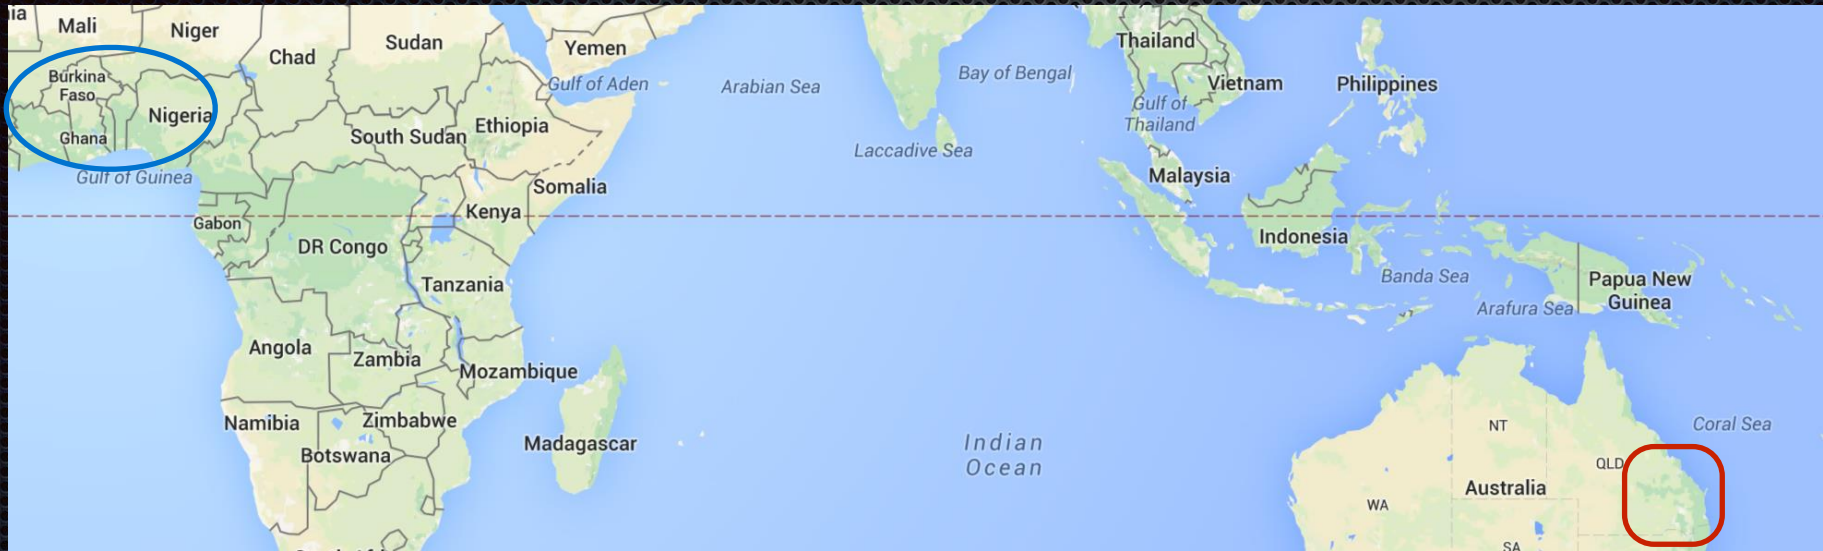 Mali
Niger
Chad
Sudan
Yemen
Thailand
Burkina
Faso
Nigeria
Ghana
Gulf of Aden
Arabian Sea
Bay of Bengal
Vietnam
Philippines
Gulf of
Thailand
South Sudan
Ethiopia
Laccadive Sea
Malaysia
Gulf of Guinea
Somalia
Gabon
Kenya
DR Congo
Indonesia
Tanzania
Banda Sea
Papua New
Guinea
Arafura Sea
Angola
Zambia
Mozambique
Namibia
Zimbabwe
Botswana
Madagascar
Indian
Ocean
NT
Coral Sea
QLD
Australia
WA
SA